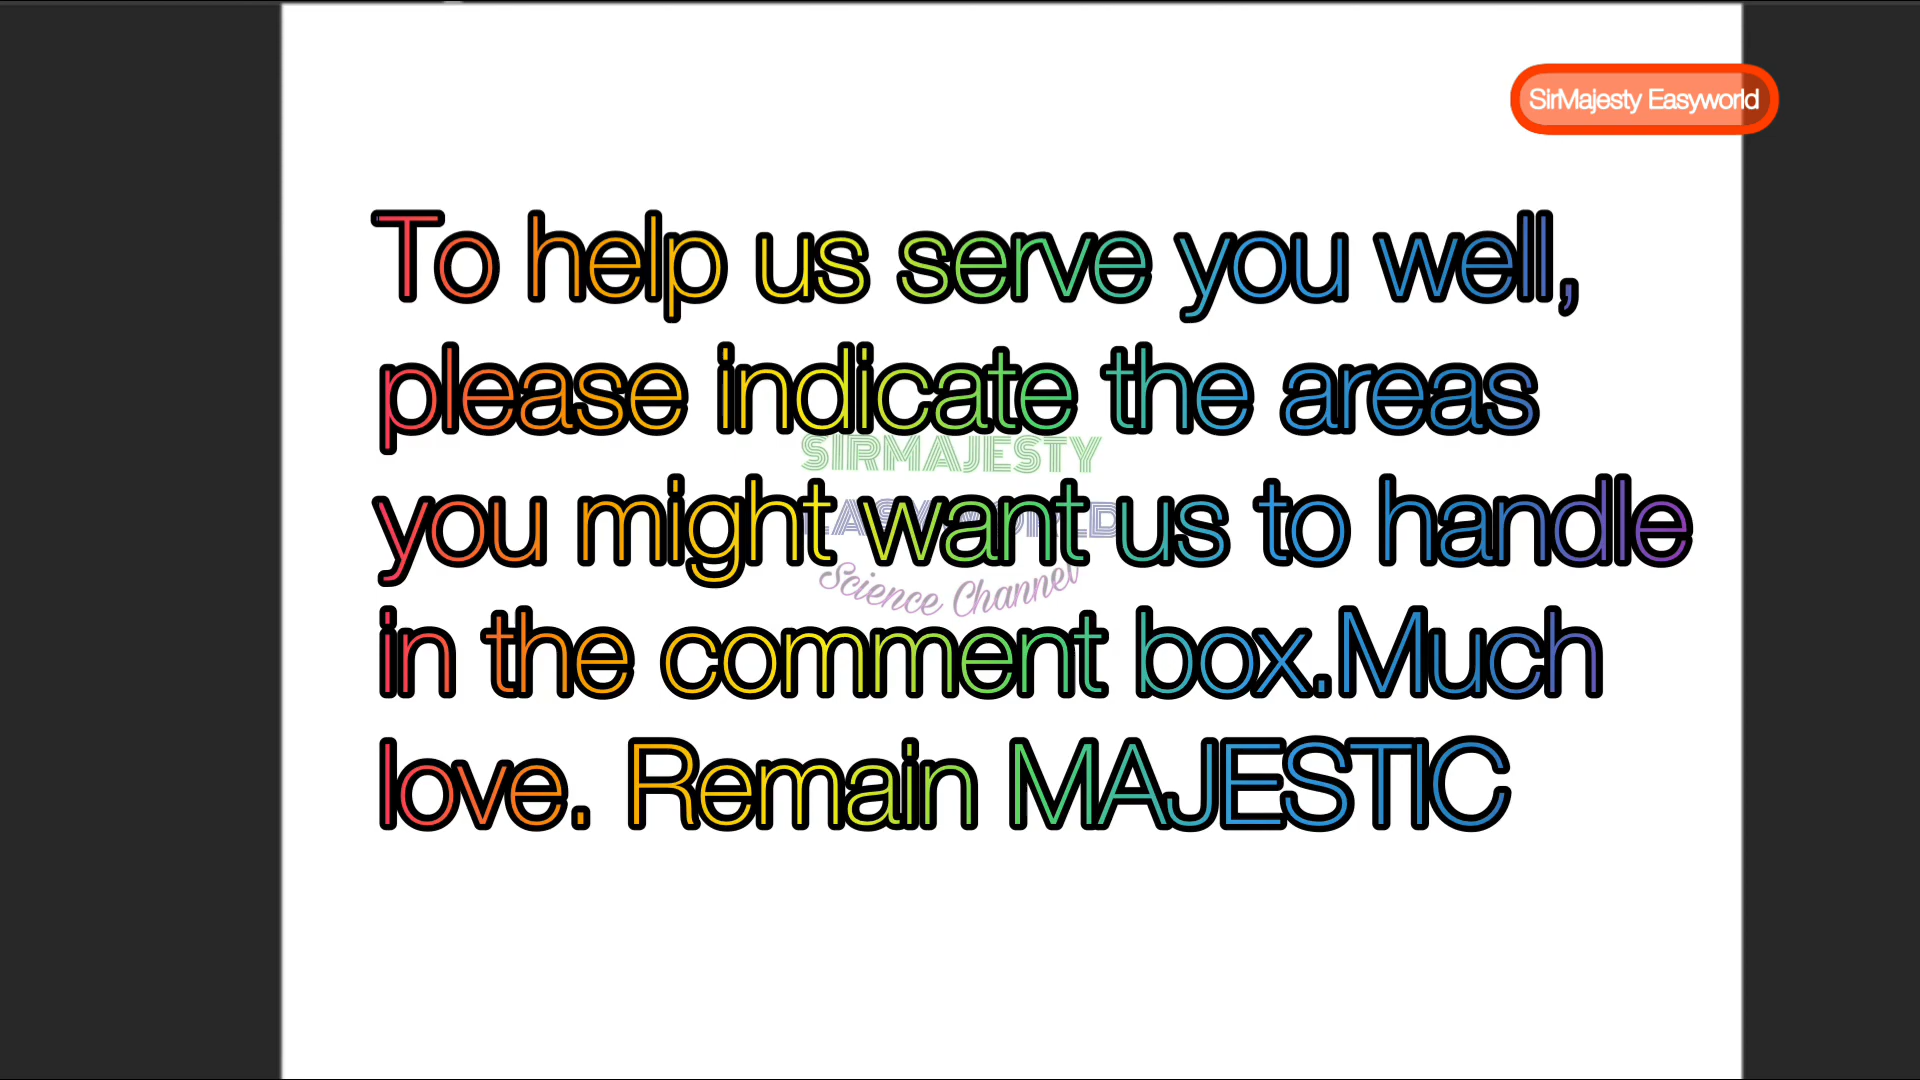 SirMajesty Easyworld
To help us serve you well,
please indicate the areas
SIRMAJESTY
you might want us to handle
EASYWORLD
Science Channel
in the comment box.Much
love. Remain MAJESTIC